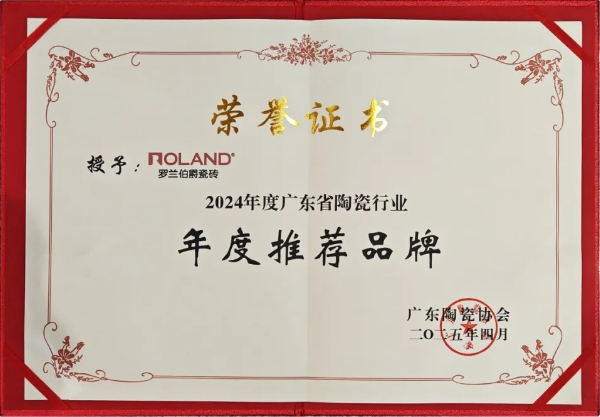 荣誉证书
授予：ROLAND®
罗兰伯爵瓷砖
2024年度广东省陶瓷行业
年度推荐品牌
广东陶瓷协会
二〇二五年四月